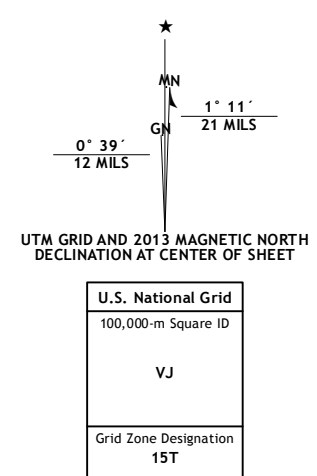 ★
MN
1° 11´
21 MILS
GN
0° 39´
12 MILS
UTM GRID AND 2013 MAGNETIC NORTH
DECLINATION AT CENTER OF SHEET
U.S. National Grid
100,000-m Square ID
VJ
Grid Zone Designation
15T